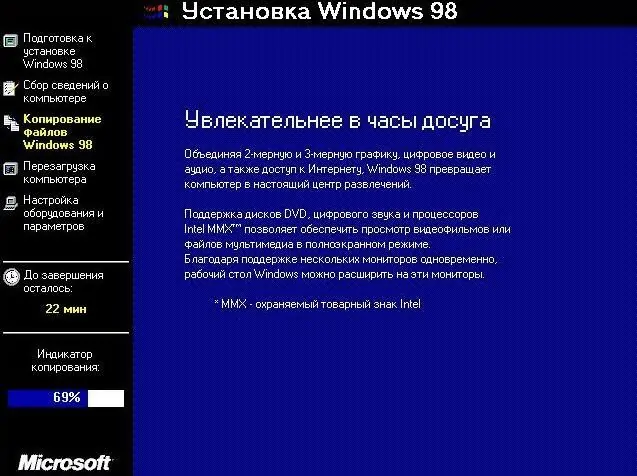 Установка Windows 98
Подготовка к
установке
Windows 98
Сбор сведений о
компьютере
Копирование
файлов
Windows 98
Перезагрузка
компьютера
Настройка
оборудования и
параметров
До завершения
осталось:
22 мин
Индикатор
копирования:
69%
Microsoft
Увлекательнее в часы досуга
Объединяя 2-мерную и 3-мерную графику, цифровое видео и
аудио, а также доступ к Интернету, Windows 98 превращает
компьютер в настоящий центр развлечений.
Поддержка дисков DVD, цифрового звука и процессоров
Intel MMX™* позволяет обеспечить просмотр видеофильмов или
файлов мультимедиа в полноэкранном режиме.
Благодаря поддержке нескольких мониторов одновременно,
рабочий стол Windows можно расширить на эти мониторы.
* MMX - охраняемый товарный знак Intel